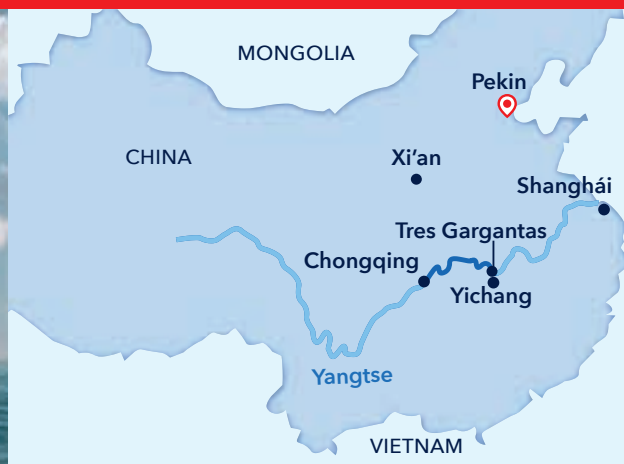 MONGOLIA
Pekin
CHINA
Xi’an
Shanghái
Tres Gargantas
Chongqing
Yichang
Yangtse
VIETNAM